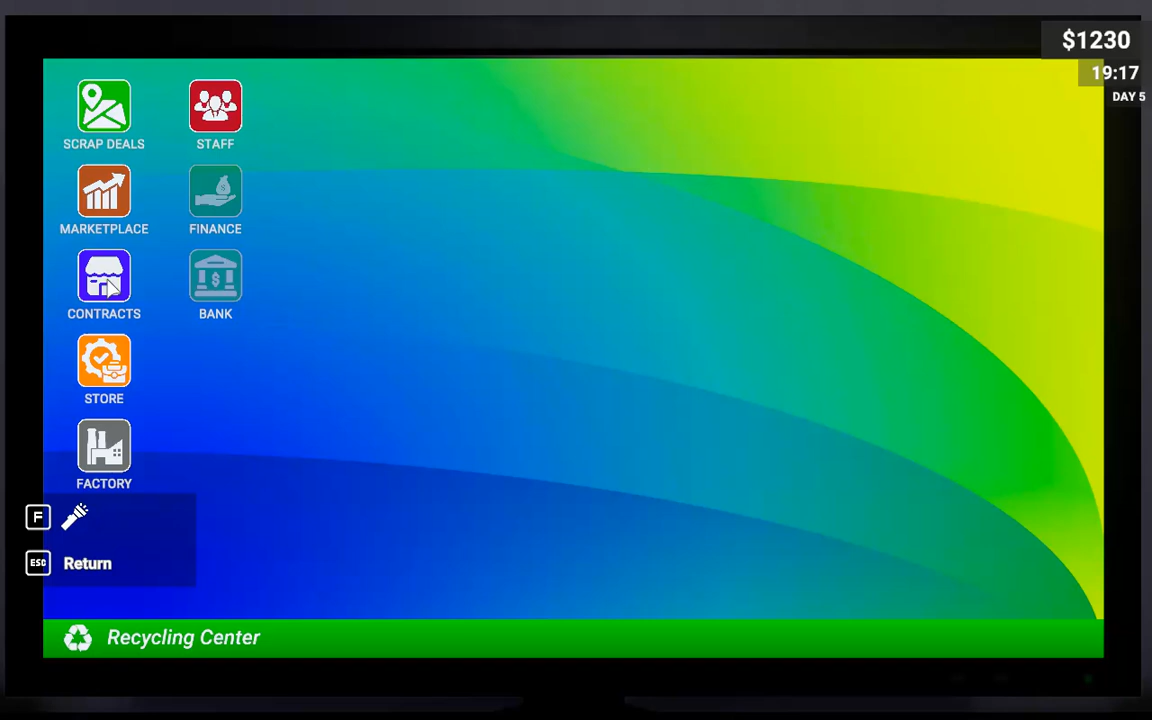 $1230
19:17
DAY 5
SCRAP DEALS
STAFF
MARKETPLACE
FINANCE
CONTRACTS
BANK
STORE
FACTORY
F
ESC Return
Recycling Center